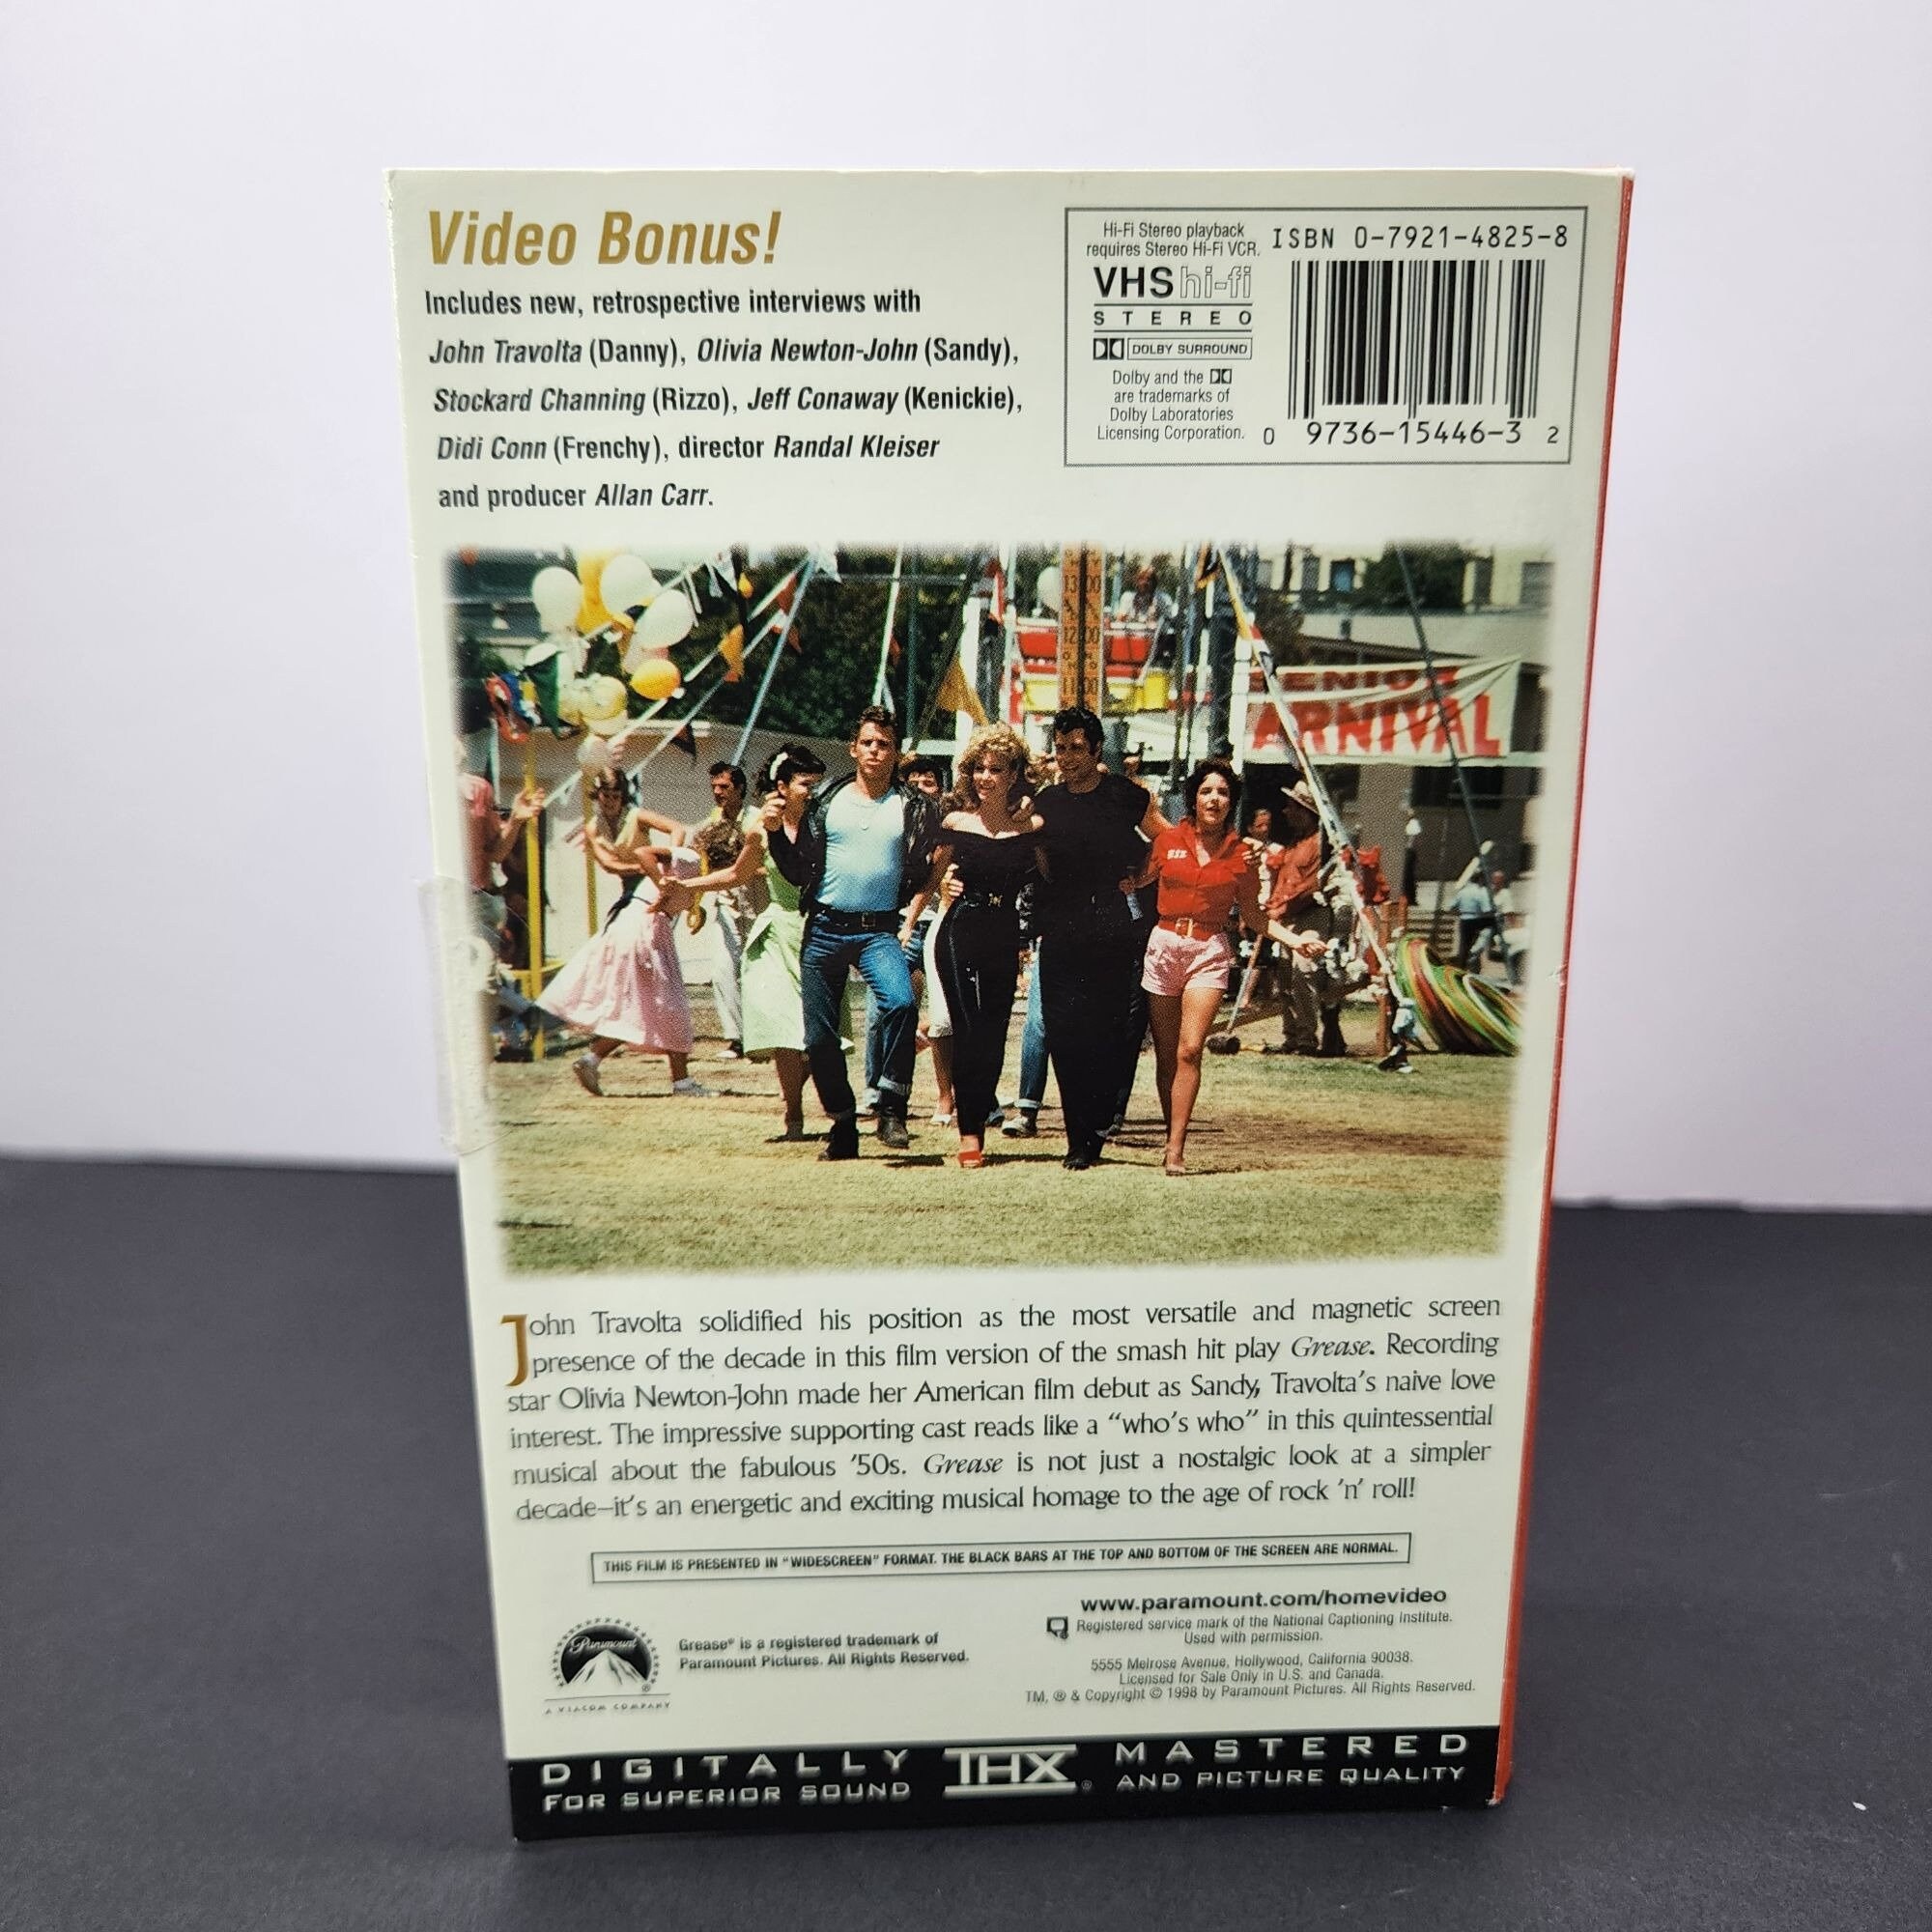 Video Bonus!
Includes new, retrospective interviews with
John Travolta (Danny), Olivia Newton-John (Sandy),
Stockard Channing (Rizzo), Jeff Conaway (Kenickie),
Didi Conn (Frenchy), director Randal Kleiser
and producer Allan Carr.
Hi-Fi Stereo playback
requires Stereo Hi-Fi VCR.
VHS hi-fi
STEREO
DOLBY SURROUND
Dolby and the
are trademarks of
Dolby Laboratories
Licensing Corporation.
ISBN 0-7921-4825-8
0 9736-15446-3 2
13 00
12 00
11 00
SENIOR
CARNIVAL
RIZ
John Travolta solidified his position as the most versatile and magnetic screen
presence of the decade in this film version of the smash hit play Grease. Recording
star Olivia Newton-John made her American film debut as Sandy, Travolta's naive love
interest. The impressive supporting cast reads like a "who's who" in this quintessential
musical about the fabulous '50s. Grease is not just a nostalgic look at a simpler
decade—it's an energetic and exciting musical homage to the age of rock 'n' roll!
THIS FILM IS PRESENTED IN "WIDESCREEN" FORMAT. THE BLACK BARS AT THE TOP AND BOTTOM OF THE SCREEN ARE NORMAL.
Paramount
A VIACOM COMPANY
Grease® is a registered trademark of
Paramount Pictures. All Rights Reserved.
www.paramount.com/homevideo
Registered service mark of the National Captioning Institute.
Used with permission.
5555 Melrose Avenue, Hollywood, California 90038.
Licensed for Sale Only in U.S. and Canada.
TM, ® & Copyright © 1998 by Paramount Pictures. All Rights Reserved.
DIGITALLY THX® MASTERED
FOR SUPERIOR SOUND AND PICTURE QUALITY